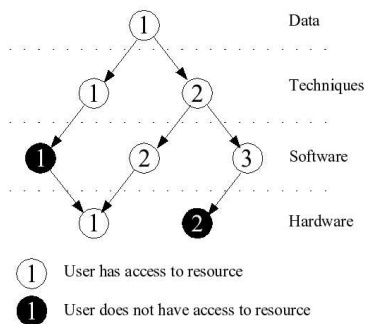 1 Data
1 2 Techniques
1 2 3 Software
1 2 Hardware
1 User has access to resource
1 User does not have access to resource